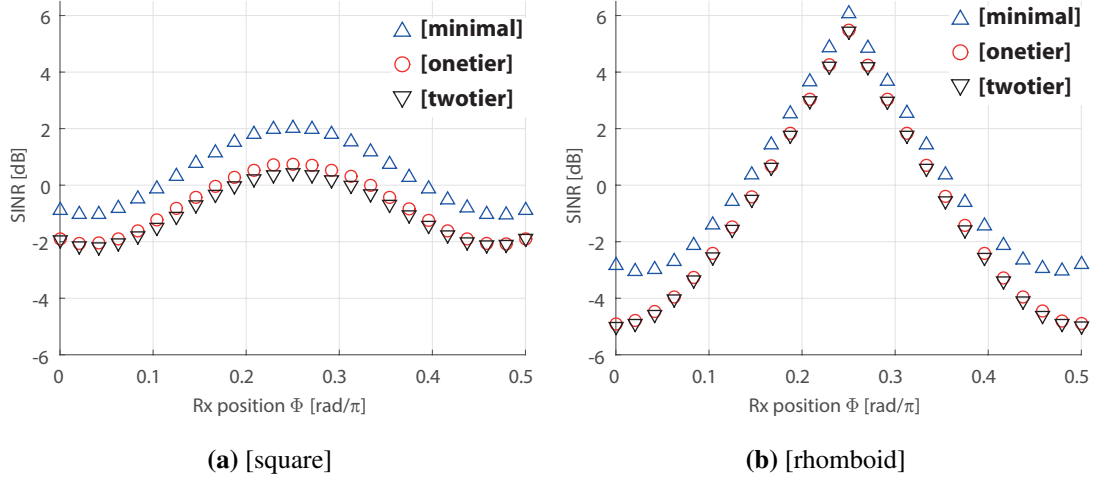 6
4
2
0
-2
-4
-6
SINR [dB]
[minimal]
[onetier]
[twotier]
0
0.1
0.2
0.3
0.4
0.5
Rx position Φ [rad/π]
(a) [square]
6
4
2
0
-2
-4
-6
SINR [dB]
[minimal]
[onetier]
[twotier]
0
0.1
0.2
0.3
0.4
0.5
Rx position Φ [rad/π]
(b) [rhomboid]